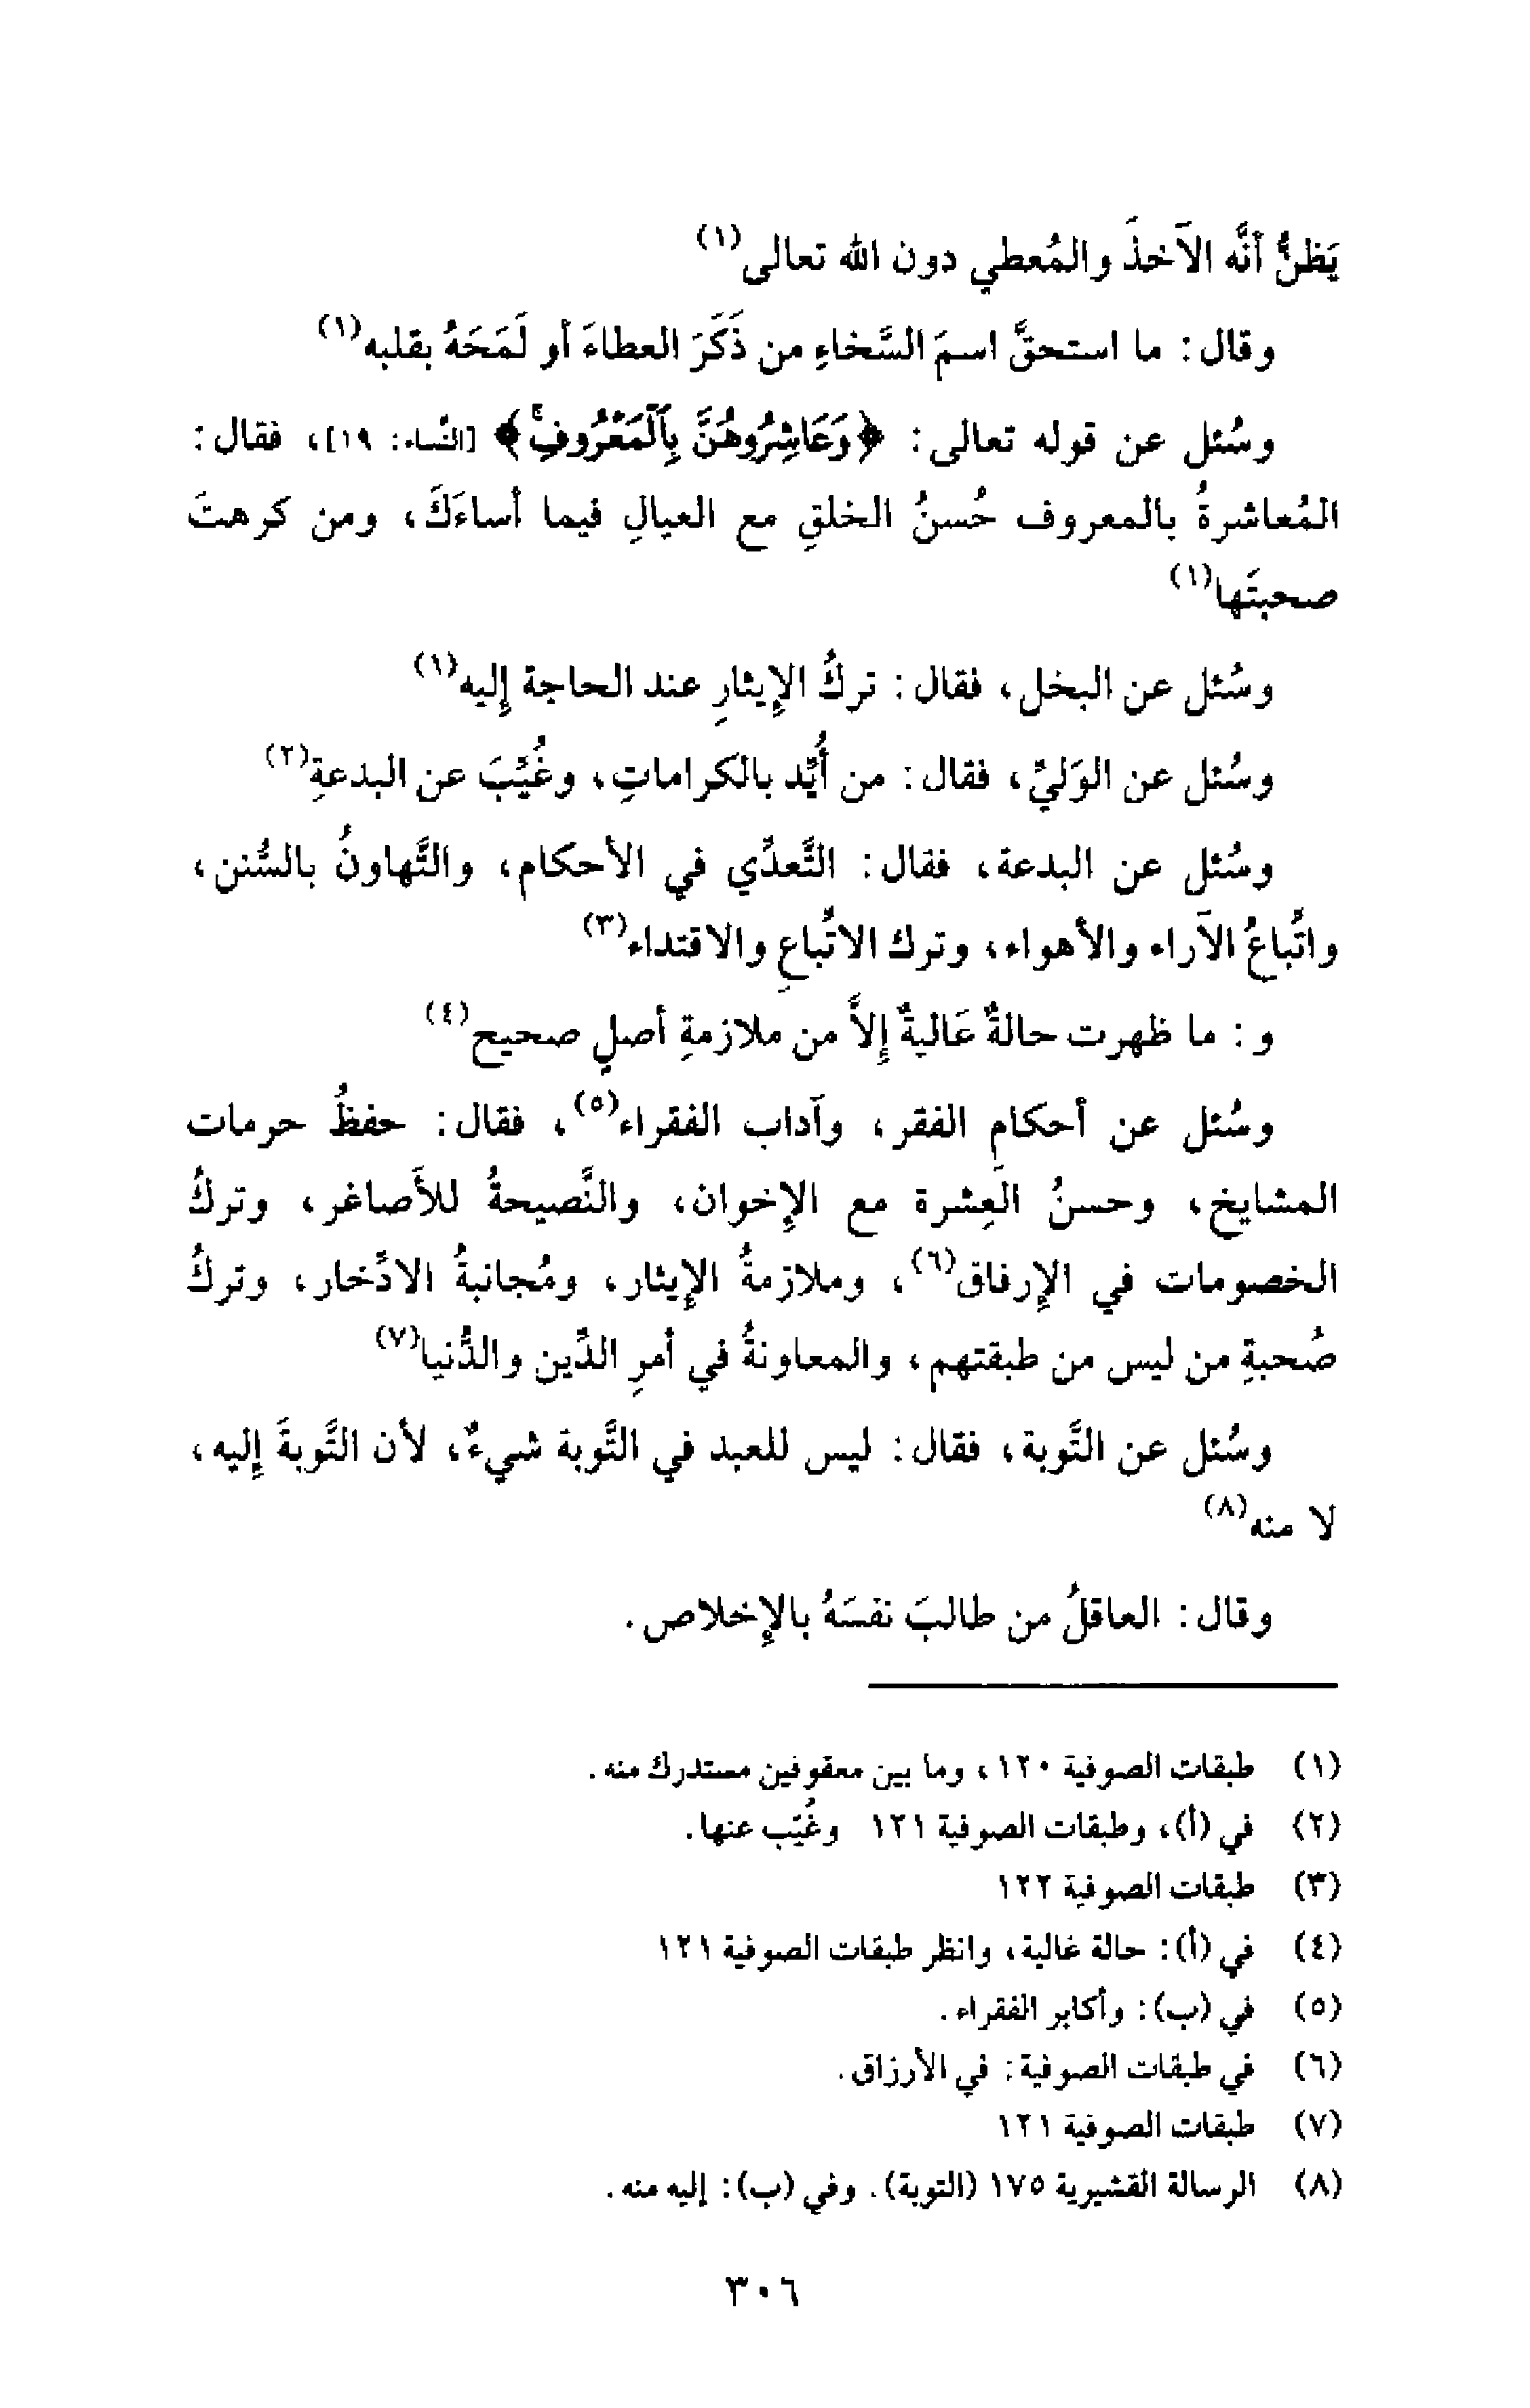 يَظنُّ أنَّه الآخذَ والمُعطي دون الله تعالى(١)
وقال: ما استحقَّ اسمَ السَّخاءِ من ذَكَرَ العطاءَ أو لَمَحَهُ بقلبه(١)
وسُئل عن قوله تعالى: ﴿وَعَاشِرُوهُنَّ بِٱلْمَعْرُوفِۚ﴾ [النَّساء: ١٩]، فقال:
المُعاشرةُ بالمعروف حُسنُ الخلقِ مع العيالِ فيما أساءَكَ، ومن كرهتَ
صحبتَها(١)
وسُئل عن البخل، فقال: تركُ الإيثارِ عند الحاجة إليه(١)
وسُئل عن الوَليِّ، فقال: من أُيِّد بالكراماتِ، وغُيِّبَ عن البدعةِ(٢)
وسُئل عن البدعة، فقال: التَّعدِّي في الأحكام، والتَّهاونُ بالسُّنن،
واتِّباعُ الآراء والأهواء، وترك الاتِّباعِ والاقتداء(٣)
و: ما ظهرت حالةٌ عَاليةٌ إلاَّ من ملازمةِ أصلٍ صحيح(٤)
وسُئل عن أحكامِ الفقر، وآداب الفقراء(٥)، فقال: حفظُ حرمات
المشايخ، وحسنُ العِشرة مع الإخوان، والنَّصيحةُ للأَصاغر، وتركُ
الخصومات في الإرفاق(٦)، وملازمةُ الإيثار، ومُجانبةُ الادِّخار، وتركُ
صُحبةِ من ليس من طبقتهم، والمعاونةُ في أمرِ الدِّين والدُّنيا(٧)
وسُئل عن التَّوبة، فقال: ليس للعبد في التَّوبة شيءٌ، لأن التَّوبةَ إليه،
لا منه(٨)
وقال: العاقلُ من طالبَ نفسَهُ بالإخلاص.
(١) طبقات الصوفية ١٢٠، وما بين معقوفين مستدرك منه.
(٢) في (أ)، وطبقات الصوفية ١٢١ وغُيّب عنها.
(٣) طبقات الصوفية ١٢٢
(٤) في (أ): حالة غالية، وانظر طبقات الصوفية ١٢١
(٥) في (ب): وأكابر الفقراء.
(٦) في طبقات الصوفية: في الأرزاق.
(٧) طبقات الصوفية ١٢١
(٨) الرسالة القشيرية ١٧٥ (التوبة). وفي (ب): إليه منه.
٣٠٦